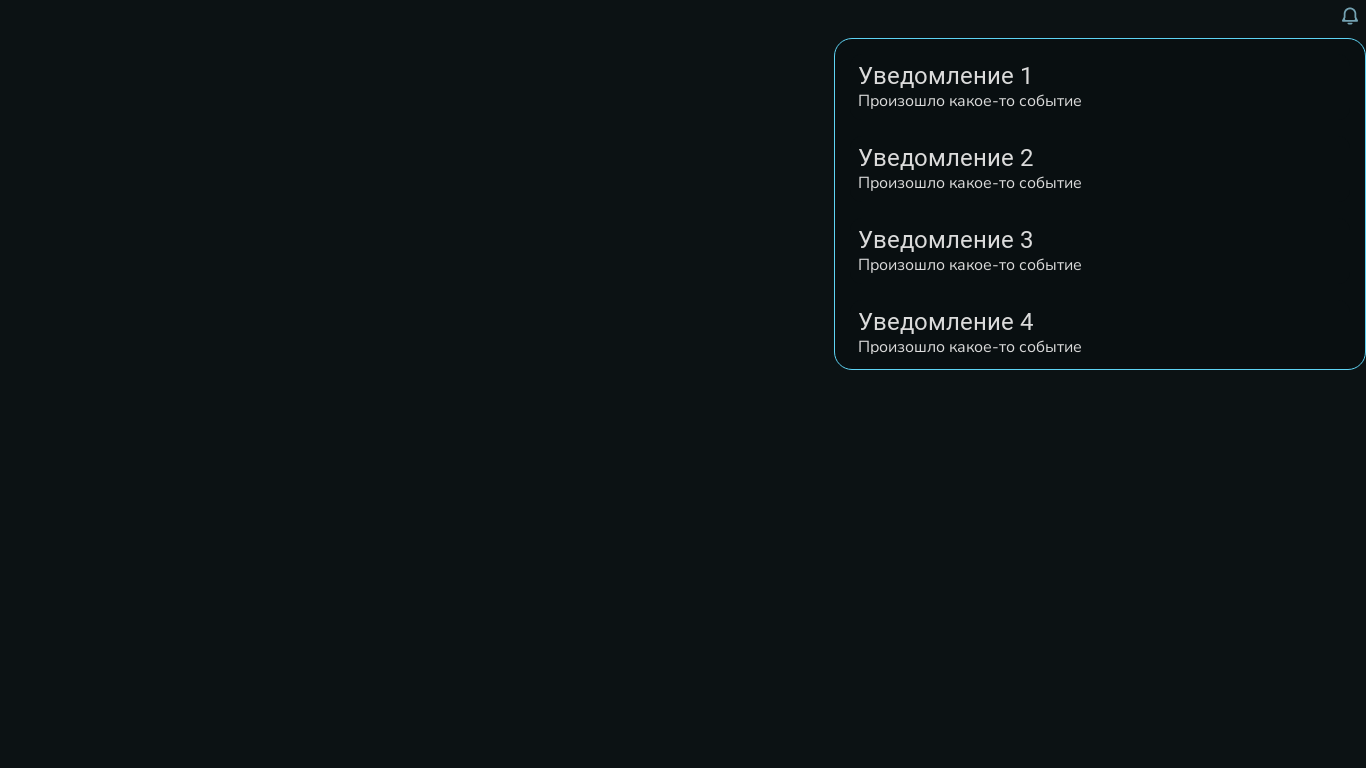 Уведомление 1
Произошло какое-то событие
Уведомление 2
Произошло какое-то событие
Уведомление 3
Произошло какое-то событие
Уведомление 4
Произошло какое-то событие